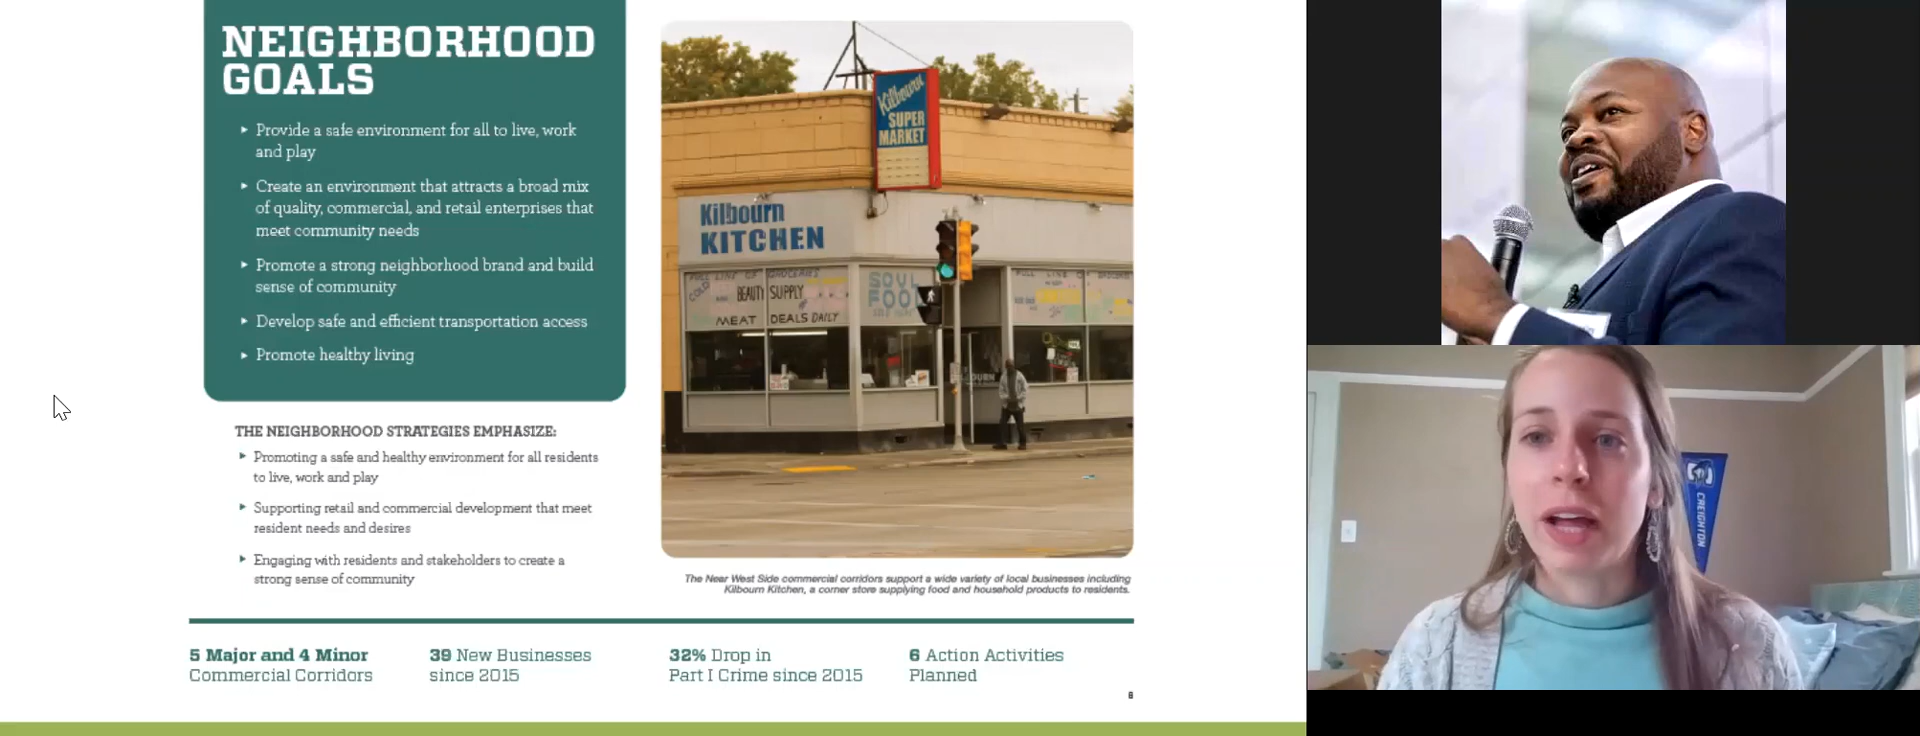 NEIGHBORHOOD
GOALS
Provide a safe environment for all to live, work
and play
Create an environment that attracts a broad mix
of quality, commercial, and retail enterprises that
meet community needs
Promote a strong neighborhood brand and build
sense of community
Develop safe and efficient transportation access
Promote healthy living
THE NEIGHBORHOOD STRATEGIES EMPHASIZE:
Promoting a safe and healthy environment for all residents
to live, work and play
Supporting retail and commercial development that meet
resident needs and desires
Engaging with residents and stakeholders to create a
strong sense of community
Kilbourn
SUPER
MARKET
Kilbourn
KITCHEN
FULL LINE OF GROCERIES
COLD
BEAUTY SUPPLY
MEAT DEALS DAILY
SOUL
FOOD
FULL LINE
The Near West Side commercial corridors support a wide variety of local businesses including
Kilbourn Kitchen, a corner store supplying food and household products to residents.
5 Major and 4 Minor
Commercial Corridors
39 New Businesses
since 2015
32% Drop in
Part I Crime since 2015
6 Action Activities
Planned
CREIGHTON